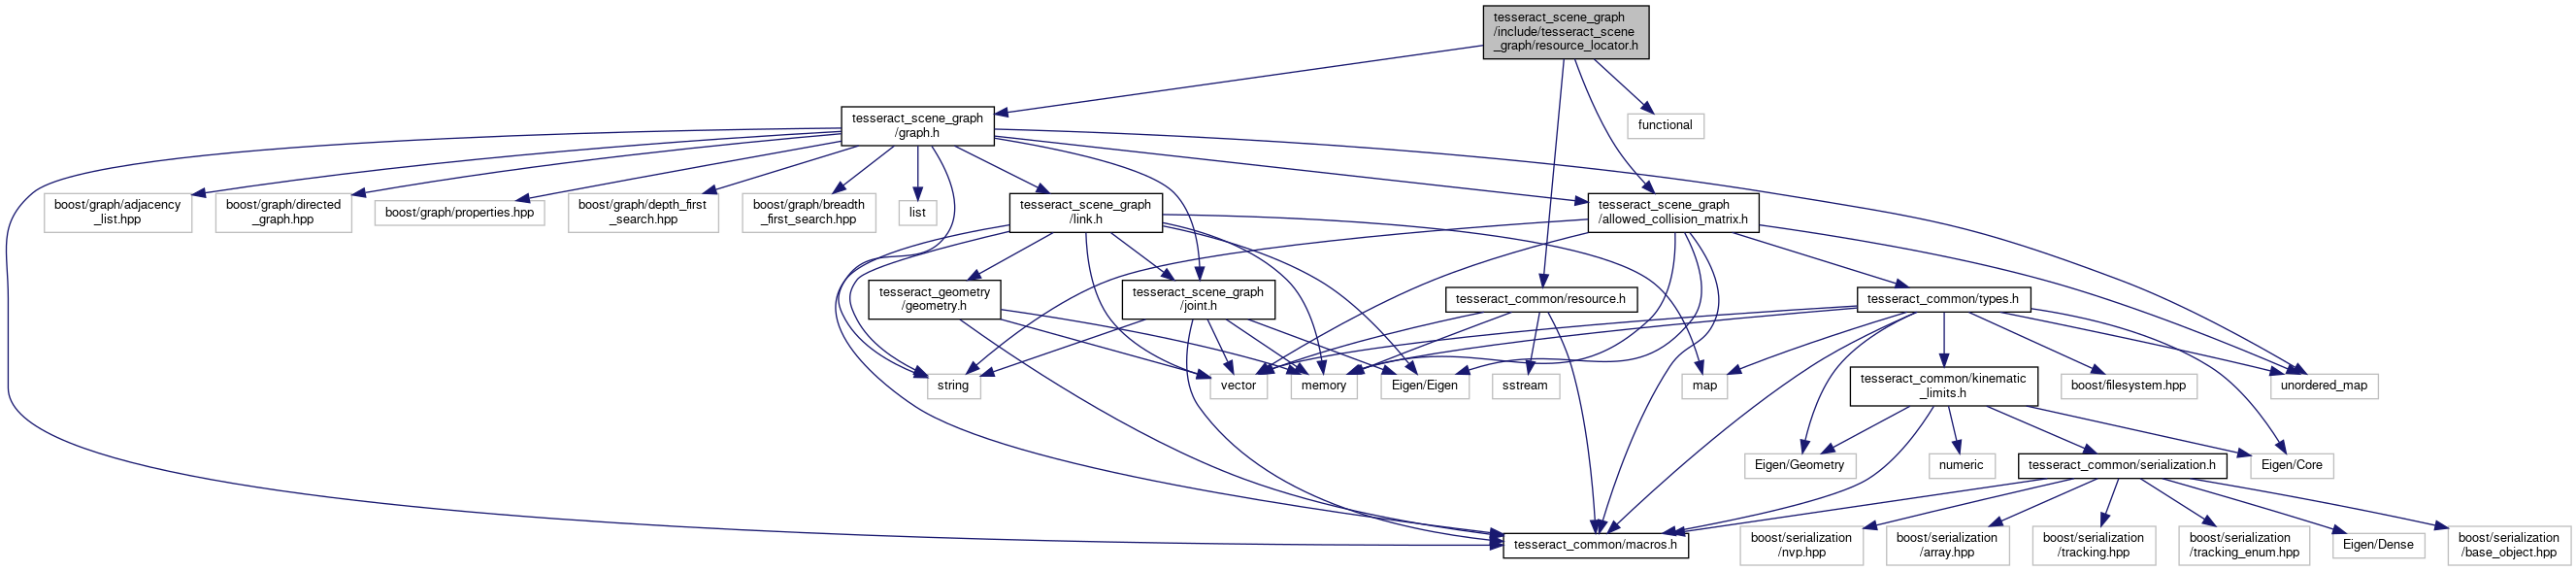 tesseract_scene_graph
/include/tesseract_scene
_graph/resource_locator.h
tesseract_scene_graph
/graph.h
functional
boost/graph/adjacency
_list.hpp
boost/graph/directed
_graph.hpp
boost/graph/properties.hpp
boost/graph/depth_first
_search.hpp
boost/graph/breadth
_first_search.hpp
list
tesseract_scene_graph
/link.h
tesseract_scene_graph
/allowed_collision_matrix.h
tesseract_geometry
/geometry.h
tesseract_scene_graph
/joint.h
tesseract_common/resource.h
tesseract_common/types.h
string
vector
memory
Eigen/Eigen
sstream
map
tesseract_common/kinematic
_limits.h
boost/filesystem.hpp
unordered_map
Eigen/Geometry
numeric
tesseract_common/serialization.h
Eigen/Core
tesseract_common/macros.h
boost/serialization
/nvp.hpp
boost/serialization
/array.hpp
boost/serialization
/tracking.hpp
boost/serialization
/tracking_enum.hpp
Eigen/Dense
boost/serialization
/base_object.hpp